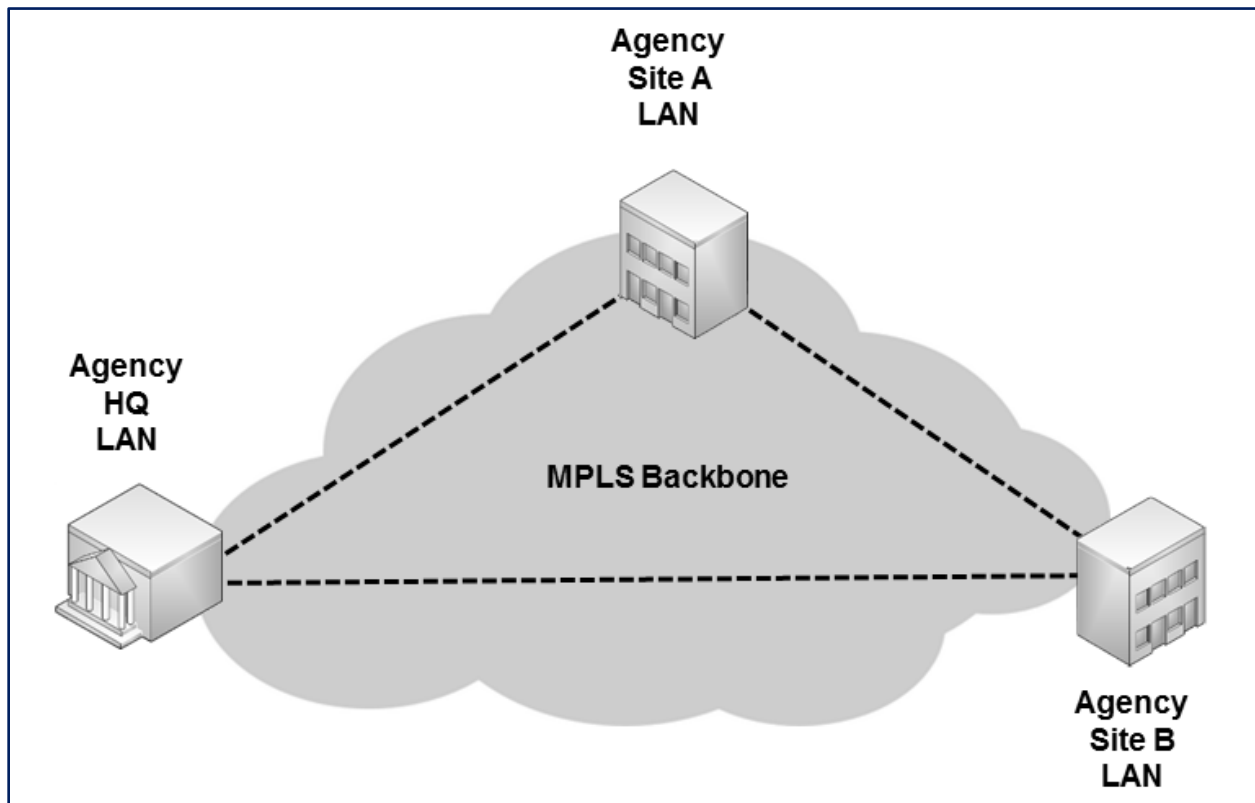 Agency
Site A
LAN
Agency
HQ
LAN
MPLS Backbone
Agency
Site B
LAN